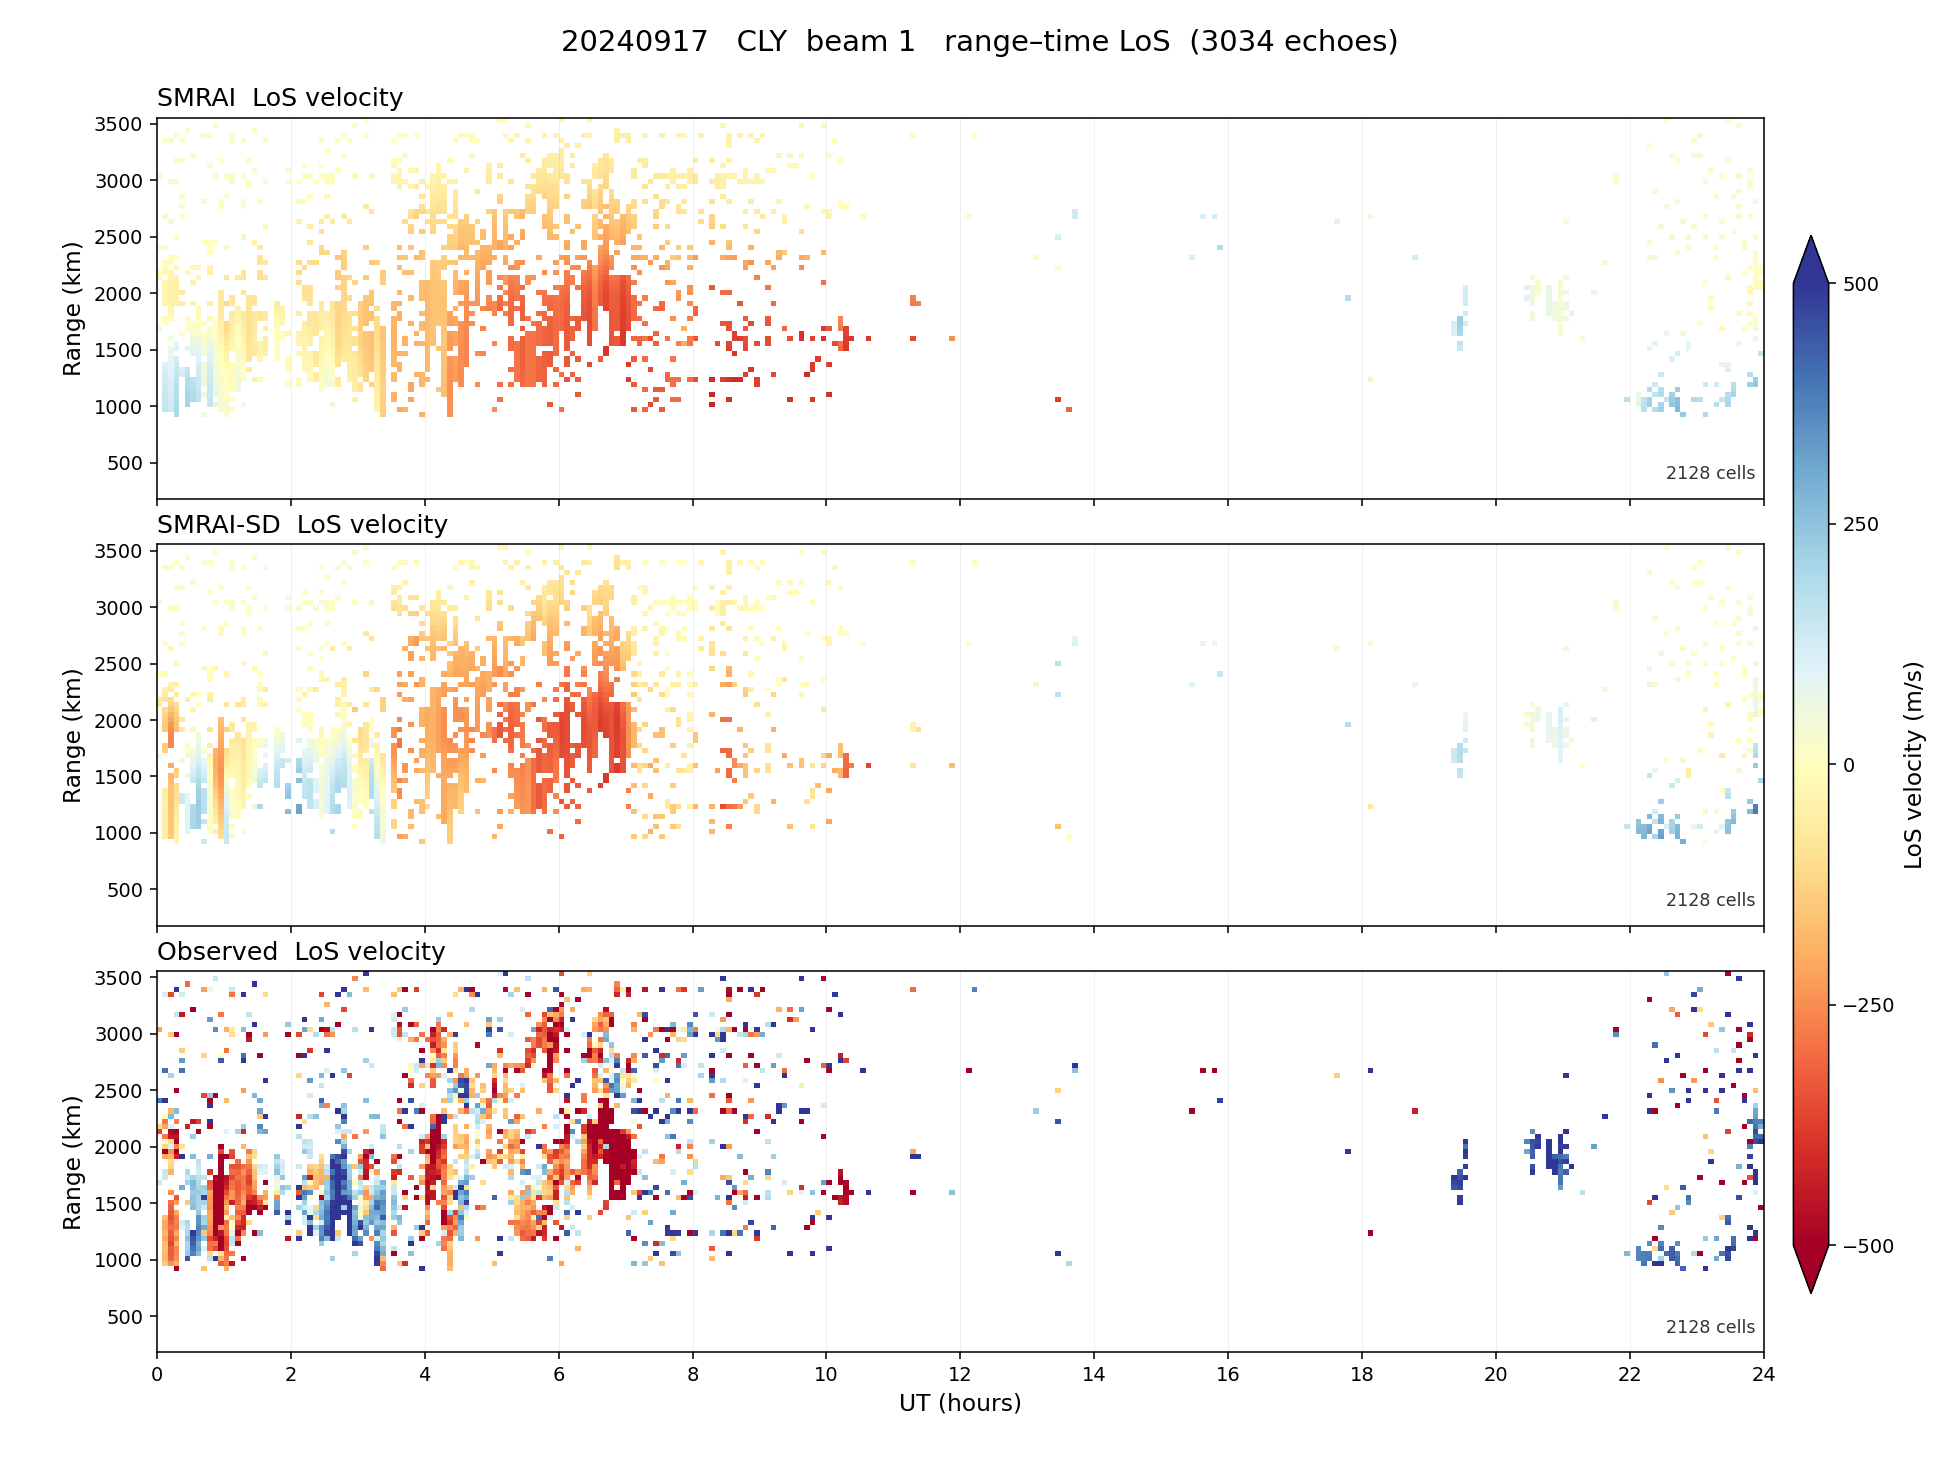 20240917   CLY  beam 1   range–time LoS  (3034 echoes)
SMRAI  LoS velocity
3500
3000
2500
2000
1500
1000
500
Range (km)
2128 cells
SMRAI-SD  LoS velocity
3500
3000
2500
2000
1500
1000
500
Range (km)
2128 cells
Observed  LoS velocity
3500
3000
2500
2000
1500
1000
500
Range (km)
2128 cells
0 2 4 6 8 10 12 14 16 18 20 22 24
UT (hours)
500
250
0
−250
−500
LoS velocity (m/s)